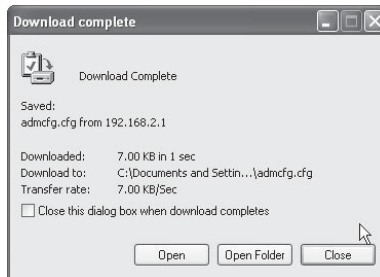 Download complete
Download Complete
Saved:
admcfg.cfg from 192.168.2.1
Downloaded: 7.00 KB in 1 sec
Download to: C:\Documents and Settin...\admcfg.cfg
Transfer rate: 7.00 KB/Sec
Close this dialog box when download completes
Open Open Folder Close